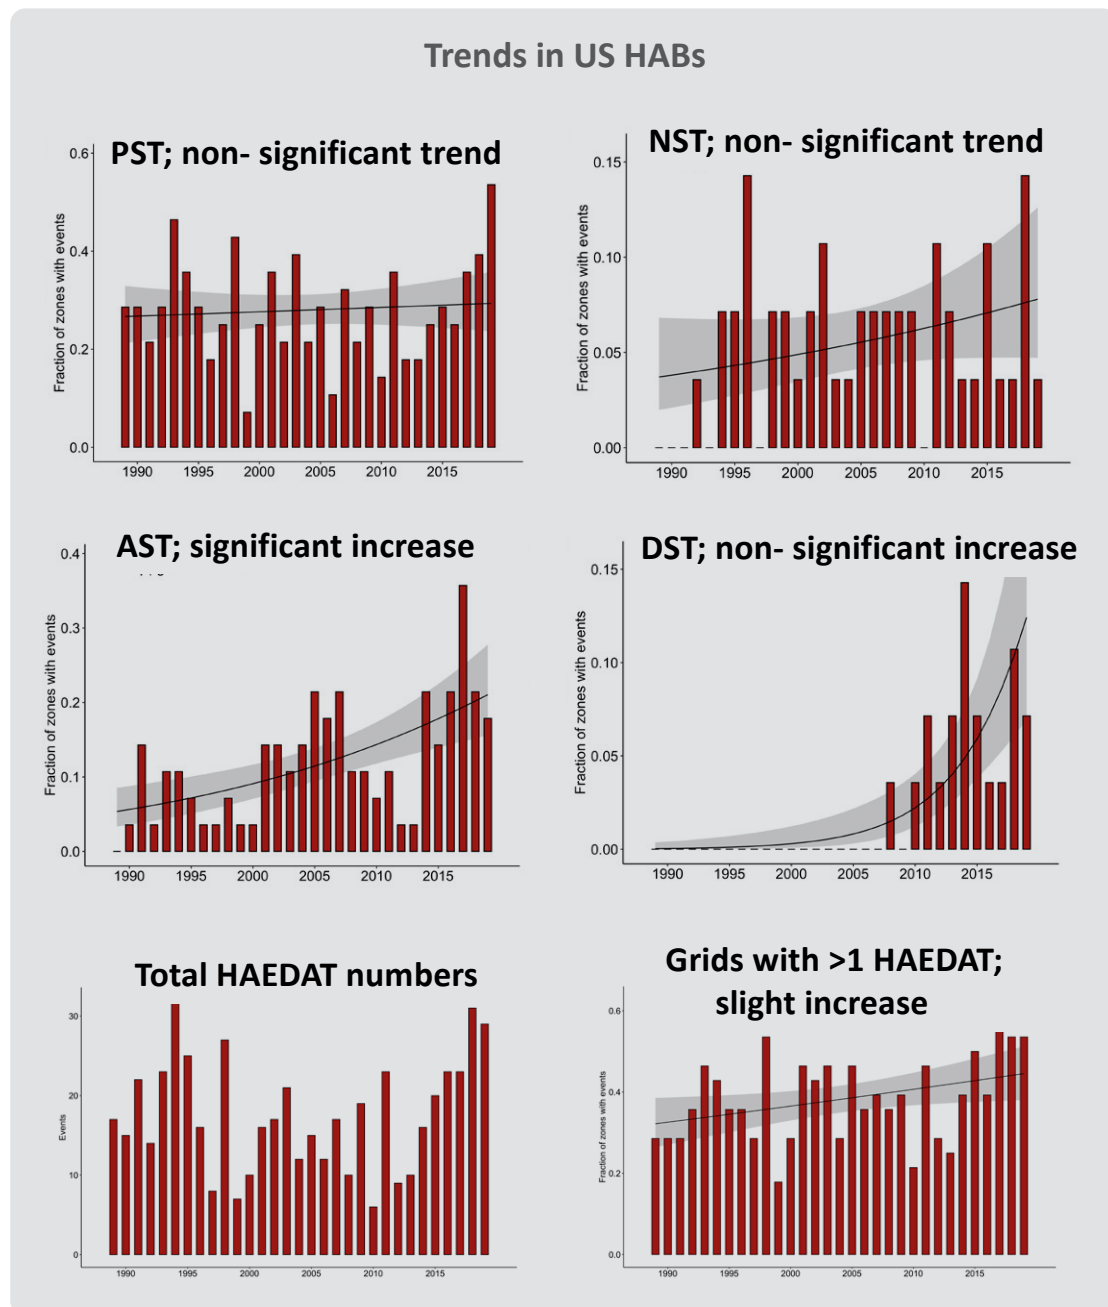 Trends in US HABs
PST; non- significant trend
Fraction of zones with events
0.6
0.4
0.2
0.0
1990 1995 2000 2005 2010 2015
NST; non- significant trend
Fraction of zones with events
0.15
0.10
0.05
0.00
1990 1995 2000 2005 2010 2015
AST; significant increase
Fraction of zones with events
0.4
0.3
0.2
0.1
0.0
1990 1995 2000 2005 2010 2015
DST; non- significant increase
Fraction of zones with events
0.15
0.10
0.05
0.00
1990 1995 2000 2005 2010 2015
Total HAEDAT numbers
Events
30
20
10
0
1990 1995 2000 2005 2010 2015
Grids with >1 HAEDAT;
slight increase
Fraction of zones with events
0.6
0.4
0.2
0.0
1990 1995 2000 2005 2010 2015